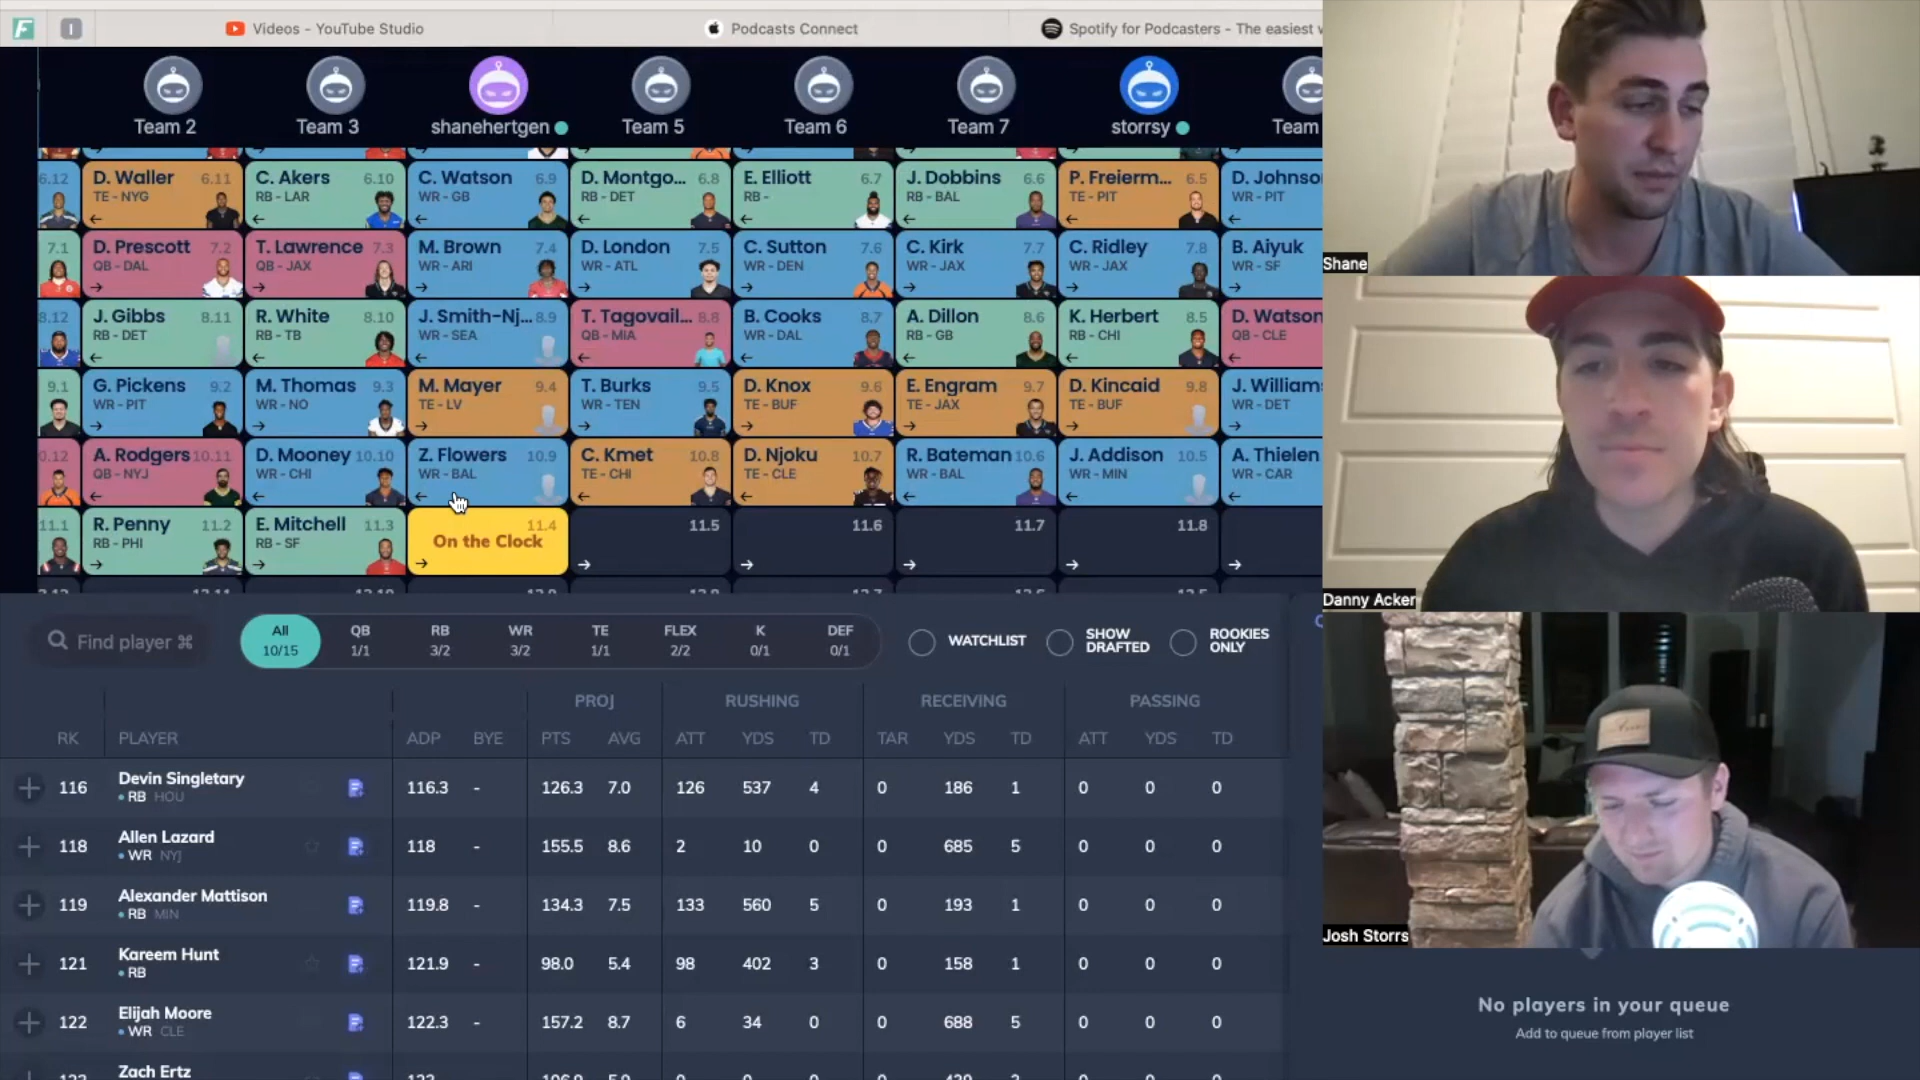 Videos - YouTube Studio
Podcasts Connect
Spotify for Podcasters - The easiest
Team 2
Team 3
shanehertgen
Team 5
Team 6
Team 7
storrsy
Team
6.12
D. Waller 6.11
TE - NYG
C. Akers 6.10
RB - LAR
C. Watson 6.9
WR - GB
D. Montgo... 6.8
RB - DET
E. Elliott 6.7
RB -
J. Dobbins 6.6
RB - BAL
P. Freierm... 6.5
TE - PIT
D. Johnso
WR - PIT
7.1
D. Prescott 7.2
QB - DAL
T. Lawrence 7.3
QB - JAX
M. Brown 7.4
WR - ARI
D. London 7.5
WR - ATL
C. Sutton 7.6
WR - DEN
C. Kirk 7.7
WR - JAX
C. Ridley 7.8
WR - JAX
B. Aiyuk
WR - SF
8.12
J. Gibbs 8.11
RB - DET
R. White 8.10
RB - TB
J. Smith-Nj... 8.9
WR - SEA
T. Tagovail... 8.8
QB - MIA
B. Cooks 8.7
WR - DAL
A. Dillon 8.6
RB - GB
K. Herbert 8.5
RB - CHI
D. Watson
QB - CLE
9.1
G. Pickens 9.2
WR - PIT
M. Thomas 9.3
WR - NO
M. Mayer 9.4
TE - LV
T. Burks 9.5
WR - TEN
D. Knox 9.6
TE - BUF
E. Engram 9.7
TE - JAX
D. Kincaid 9.8
TE - BUF
J. William
WR - DET
0.12
A. Rodgers 10.11
QB - NYJ
D. Mooney 10.10
WR - CHI
Z. Flowers 10.9
WR - BAL
C. Kmet 10.8
TE - CHI
D. Njoku 10.7
TE - CLE
R. Bateman 10.6
WR - BAL
J. Addison 10.5
WR - MIN
A. Thielen
WR - CAR
11.1
R. Penny 11.2
RB - PHI
E. Mitchell 11.3
RB - SF
11.4
On the Clock
11.5
11.6
11.7
11.8
Find player ⌘
All 10/15
QB 1/1
RB 3/2
WR 3/2
TE 1/1
FLEX 2/2
K 0/1
DEF 0/1
WATCHLIST
SHOW DRAFTED
ROOKIES ONLY
PROJ RUSHING RECEIVING PASSING
RK PLAYER ADP BYE PTS AVG ATT YDS TD TAR YDS TD ATT YDS TD
116 Devin Singletary RB HOU 116.3 - 126.3 7.0 126 537 4 0 186 1 0 0 0
118 Allen Lazard WR NYJ 118 - 155.5 8.6 2 10 0 0 685 5 0 0 0
119 Alexander Mattison RB MIN 119.8 - 134.3 7.5 133 560 5 0 193 1 0 0 0
121 Kareem Hunt RB 121.9 - 98.0 5.4 98 402 3 0 158 1 0 0 0
122 Elijah Moore WR CLE 122.3 - 157.2 8.7 6 34 0 0 688 5 0 0 0
Zach Ertz
Shane
Danny Acker
Josh Storrs
No players in your queue
Add to queue from player list